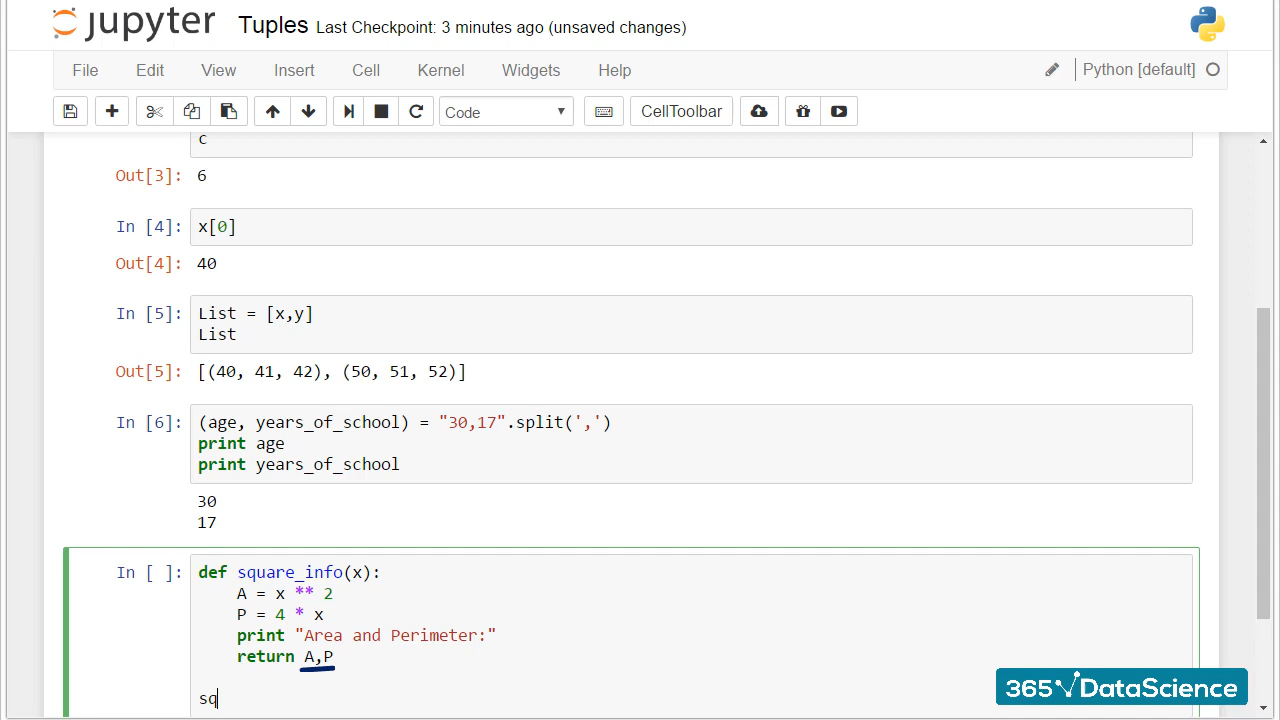 jupyter Tuples Last Checkpoint: 3 minutes ago (unsaved changes)
File Edit View Insert Cell Kernel Widgets Help Python [default]
Code CellToolbar
c
Out[3]: 6
In [4]: x[0]
Out[4]: 40
In [5]: List = [x,y]
List
Out[5]: [(40, 41, 42), (50, 51, 52)]
In [6]: (age, years_of_school) = "30,17".split(',')
print age
print years_of_school
30
17
In [ ]: def square_info(x):
A = x ** 2
P = 4 * x
print "Area and Perimeter:"
return A,P
sq
365 DataScience